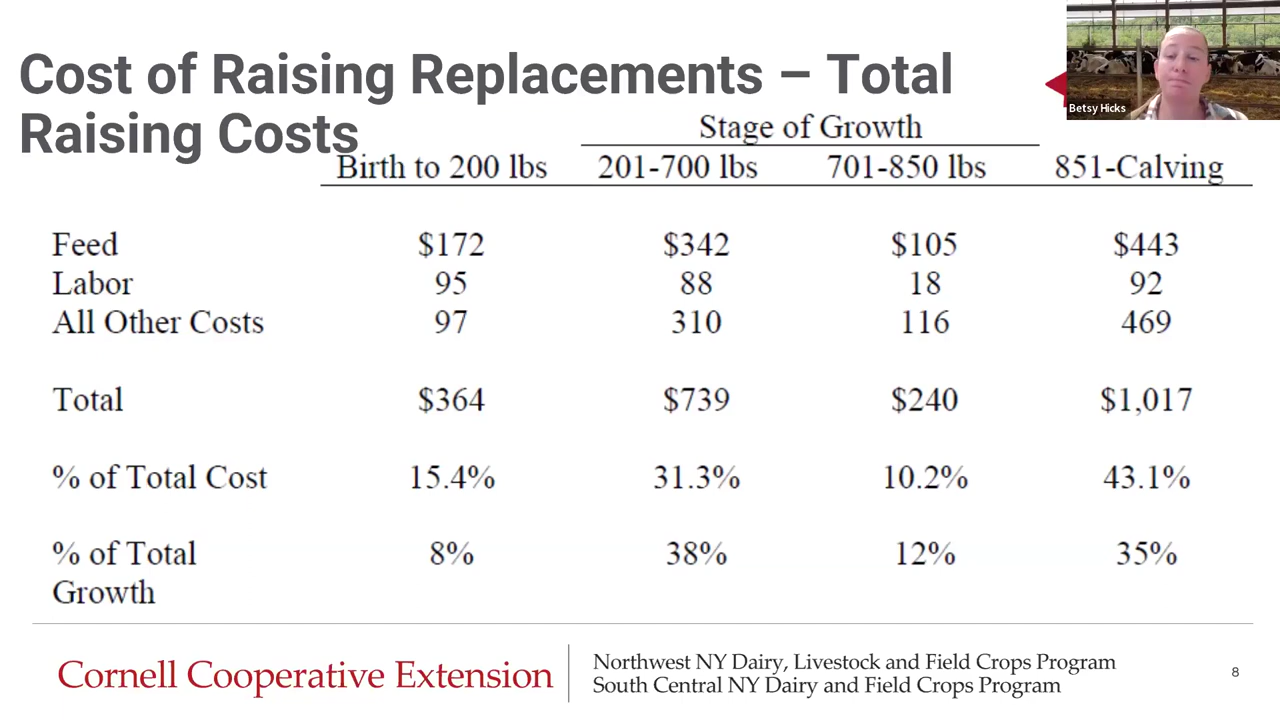 Cost of Raising Replacements – Total
Raising Costs
Betsy Hicks
Stage of Growth
Birth to 200 lbs 201-700 lbs 701-850 lbs 851-Calving
Feed $172 $342 $105 $443
Labor 95 88 18 92
All Other Costs 97 310 116 469
Total $364 $739 $240 $1,017
% of Total Cost 15.4% 31.3% 10.2% 43.1%
% of Total 8% 38% 12% 35%
Growth
Cornell Cooperative Extension
Northwest NY Dairy, Livestock and Field Crops Program
South Central NY Dairy and Field Crops Program
8